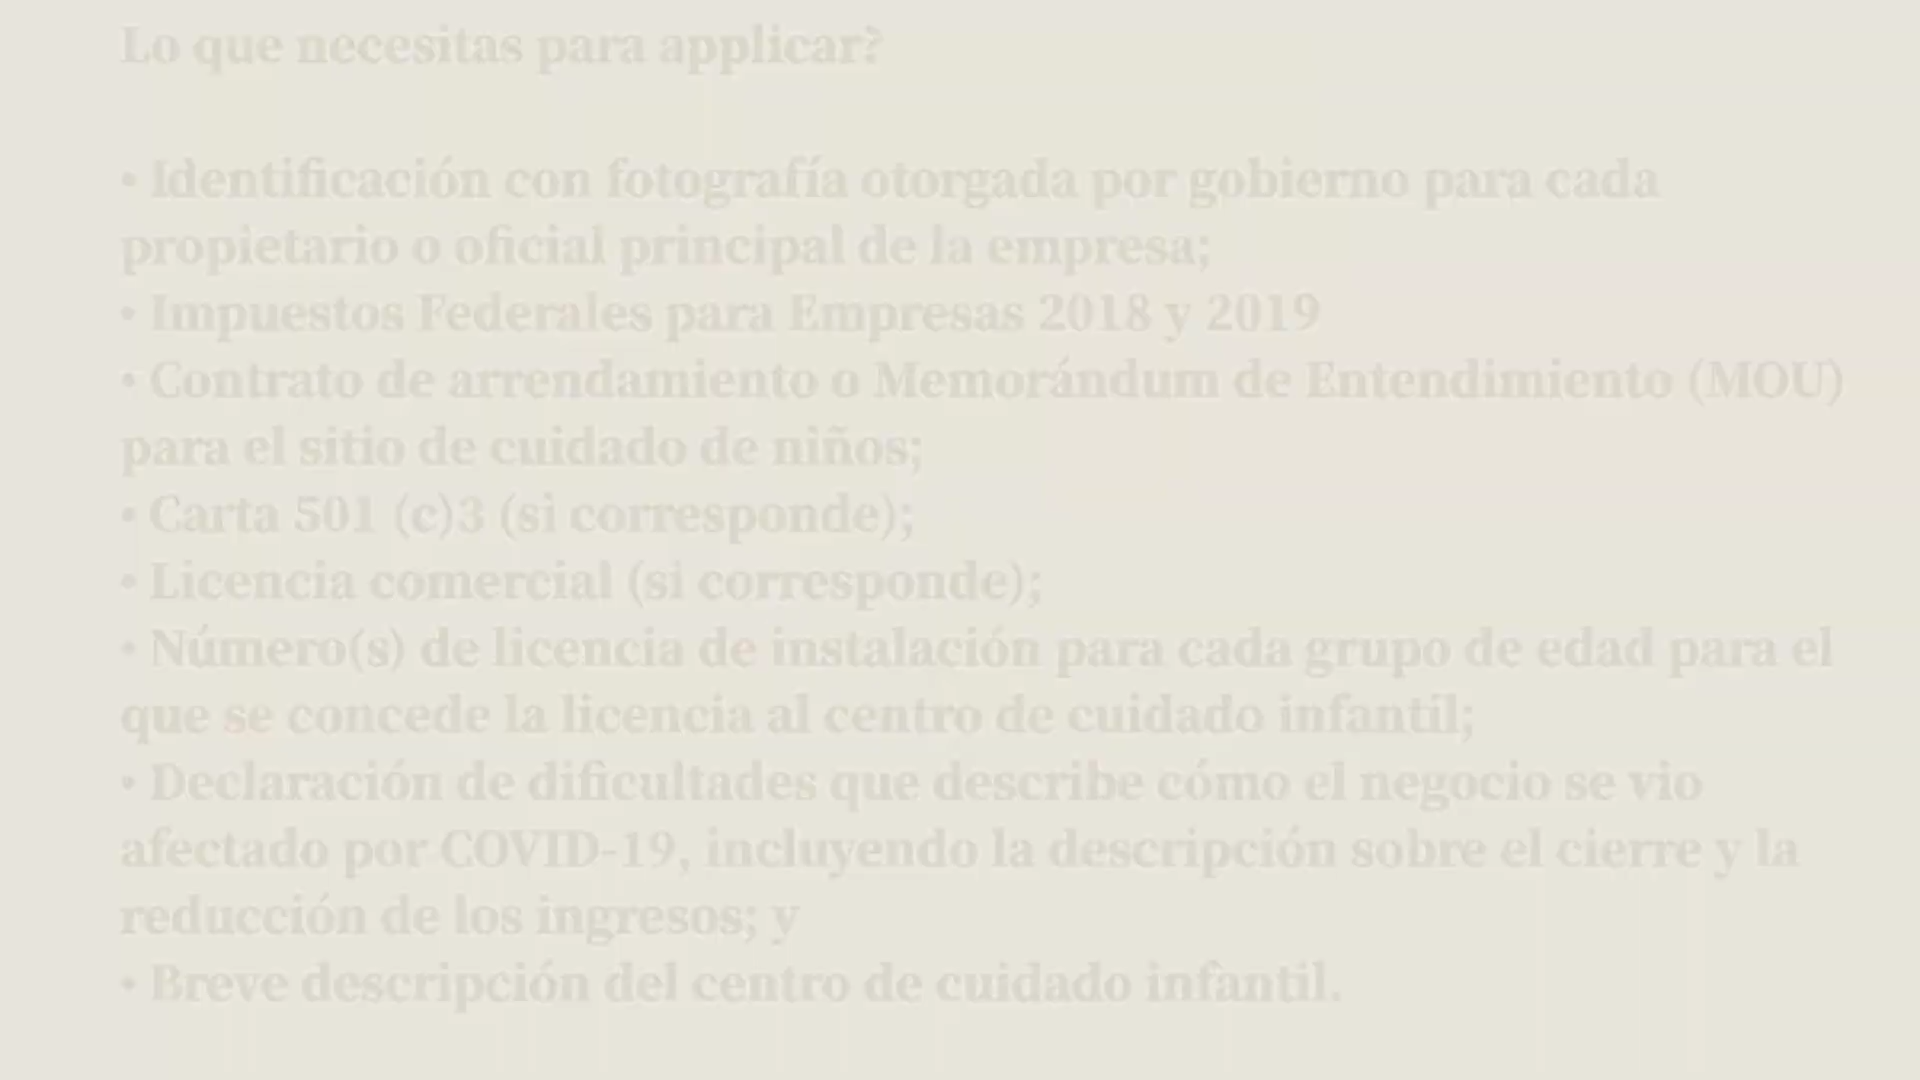 Lo que necesitas para applicar?
• Identificación con fotografía otorgada por gobierno para cada
propietario o oficial principal de la empresa;
• Impuestos Federales para Empresas 2018 y 2019
• Contrato de arrendamiento o Memorándum de Entendimiento (MOU)
para el sitio de cuidado de niños;
• Carta 501 (c)3 (si corresponde);
• Licencia comercial (si corresponde);
• Número(s) de licencia de instalación para cada grupo de edad para el
que se concede la licencia al centro de cuidado infantil;
• Declaración de dificultades que describe cómo el negocio se vio
afectado por COVID-19, incluyendo la descripción sobre el cierre y la
reducción de los ingresos; y
• Breve descripción del centro de cuidado infantil.